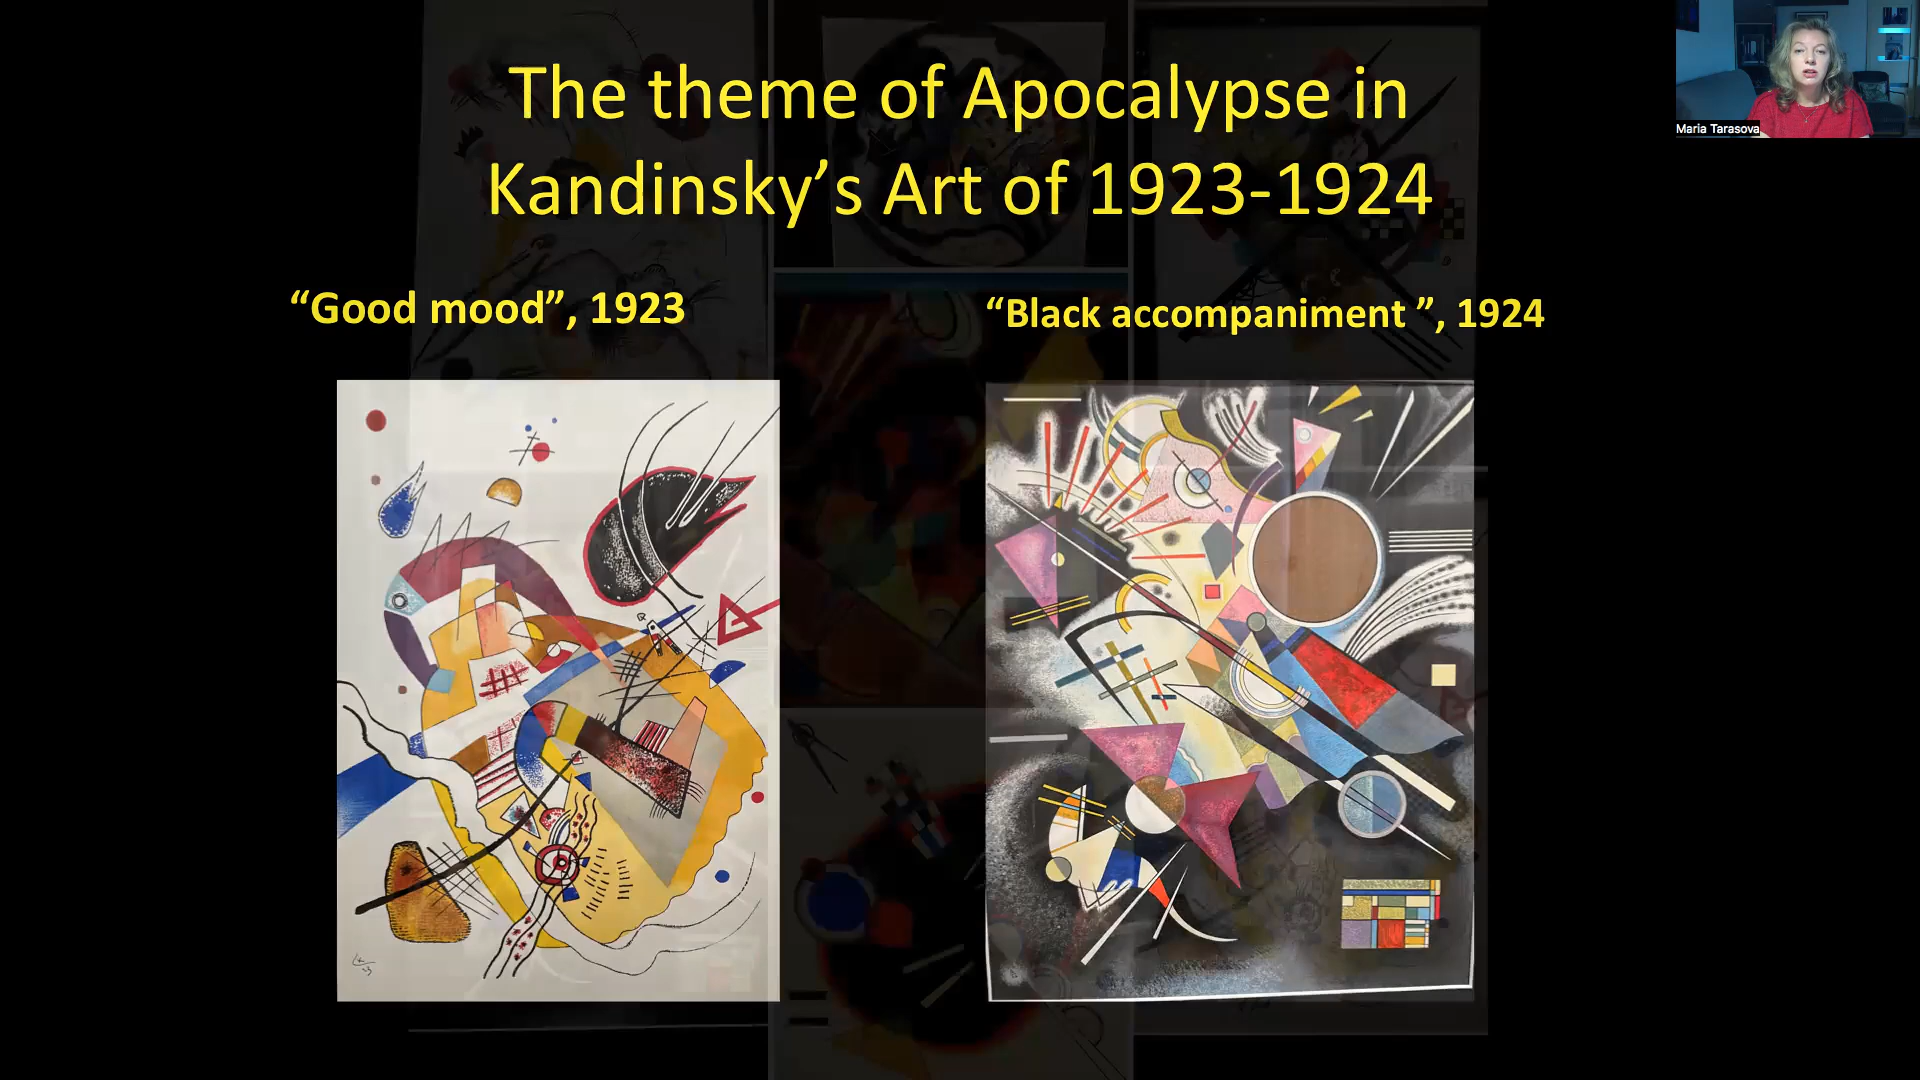 The theme of Apocalypse in
Kandinsky’s Art of 1923-1924
“Good mood”, 1923
“Black accompaniment ”, 1924
Maria Tarasova